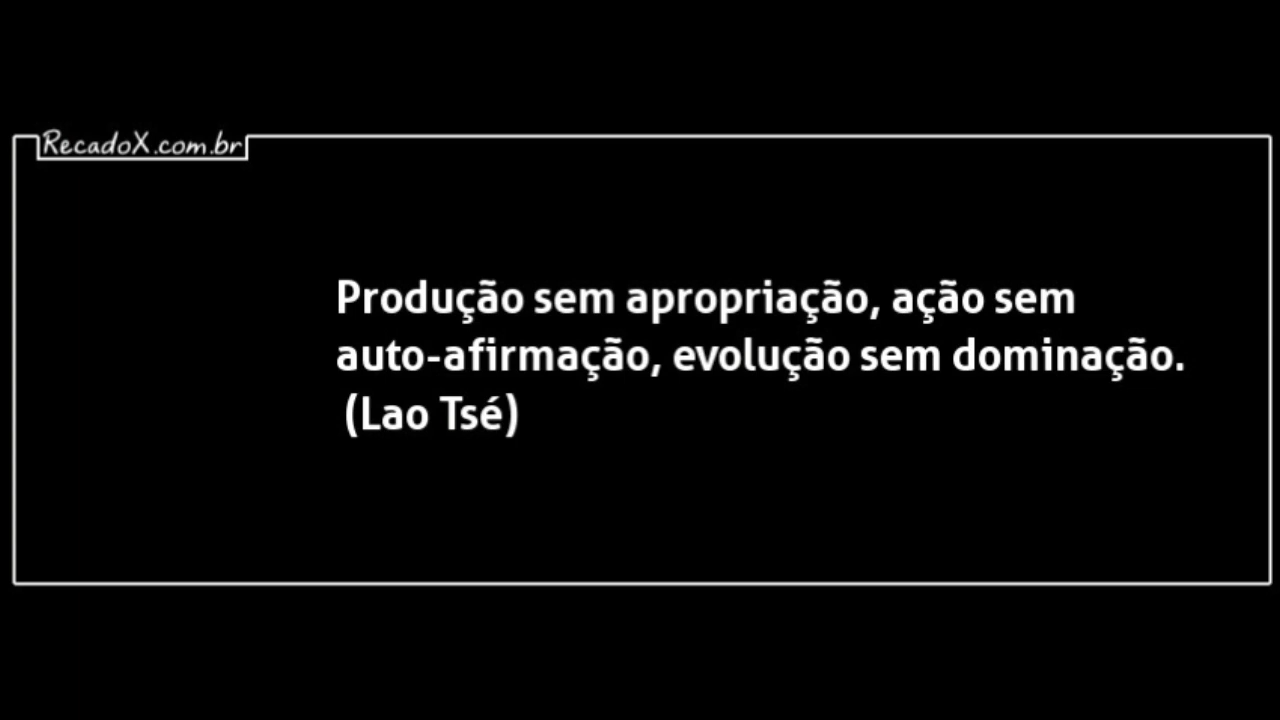 RecadoX.com.br
Produção sem apropriação, ação sem
auto-afirmação, evolução sem dominação.
(Lao Tsé)